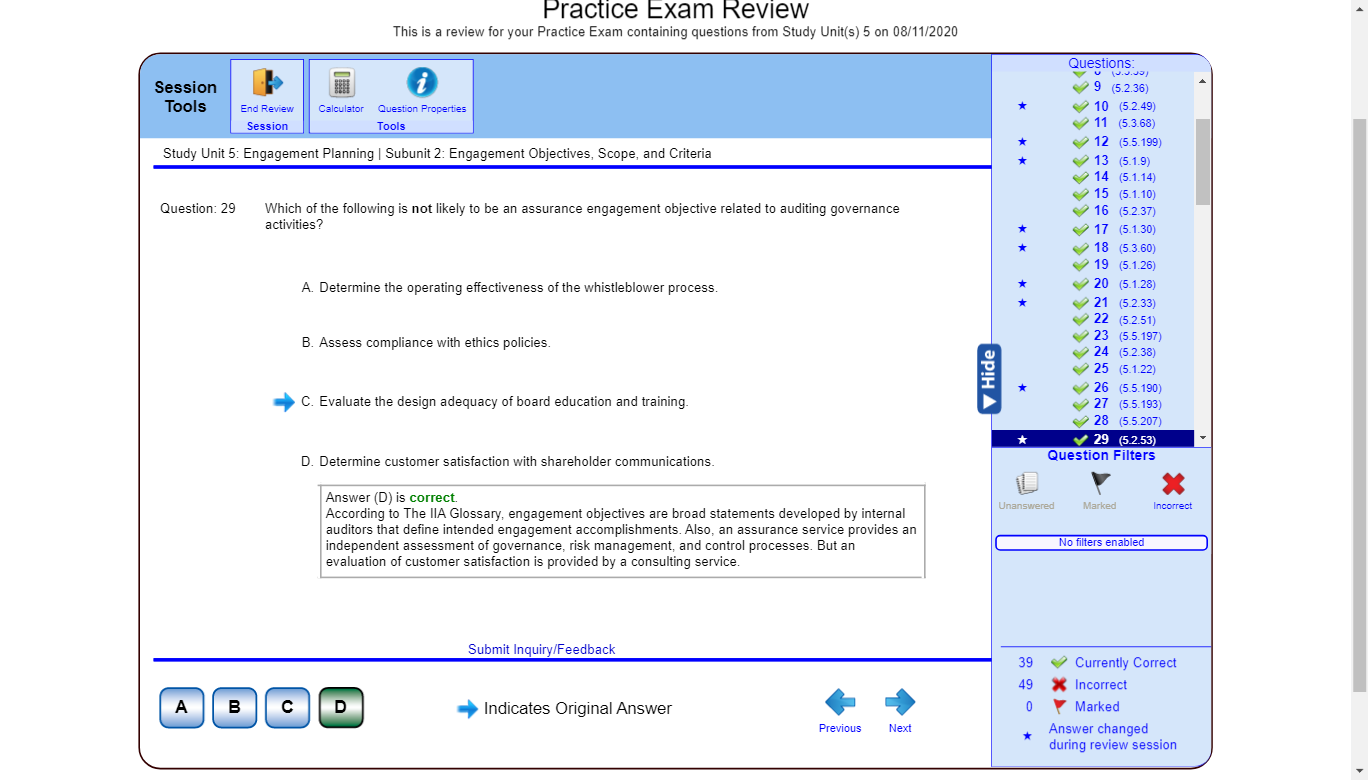 Practice Exam Review
This is a review for your Practice Exam containing questions from Study Unit(s) 5 on 08/11/2020
Session Tools
End Review
Session
Calculator
Question Properties
Tools
Study Unit 5: Engagement Planning | Subunit 2: Engagement Objectives, Scope, and Criteria
Question: 29
Which of the following is not likely to be an assurance engagement objective related to auditing governance
activities?
A. Determine the operating effectiveness of the whistleblower process.
B. Assess compliance with ethics policies.
C. Evaluate the design adequacy of board education and training.
D. Determine customer satisfaction with shareholder communications.
Answer (D) is correct.
According to The IIA Glossary, engagement objectives are broad statements developed by internal
auditors that define intended engagement accomplishments. Also, an assurance service provides an
independent assessment of governance, risk management, and control processes. But an
evaluation of customer satisfaction is provided by a consulting service.
Submit Inquiry/Feedback
A
B
C
D
Indicates Original Answer
Previous
Next
Hide
Questions:
8 (5.3.59)
9 (5.2.36)
10 (5.2.49)
11 (5.3.68)
12 (5.5.199)
13 (5.1.9)
14 (5.1.14)
15 (5.1.10)
16 (5.2.37)
17 (5.1.30)
18 (5.3.60)
19 (5.1.26)
20 (5.1.28)
21 (5.2.33)
22 (5.2.51)
23 (5.5.197)
24 (5.2.38)
25 (5.1.22)
26 (5.5.190)
27 (5.5.193)
28 (5.5.207)
29 (5.2.53)
Question Filters
Unanswered
Marked
Incorrect
No filters enabled
39 Currently Correct
49 Incorrect
0 Marked
Answer changed
during review session